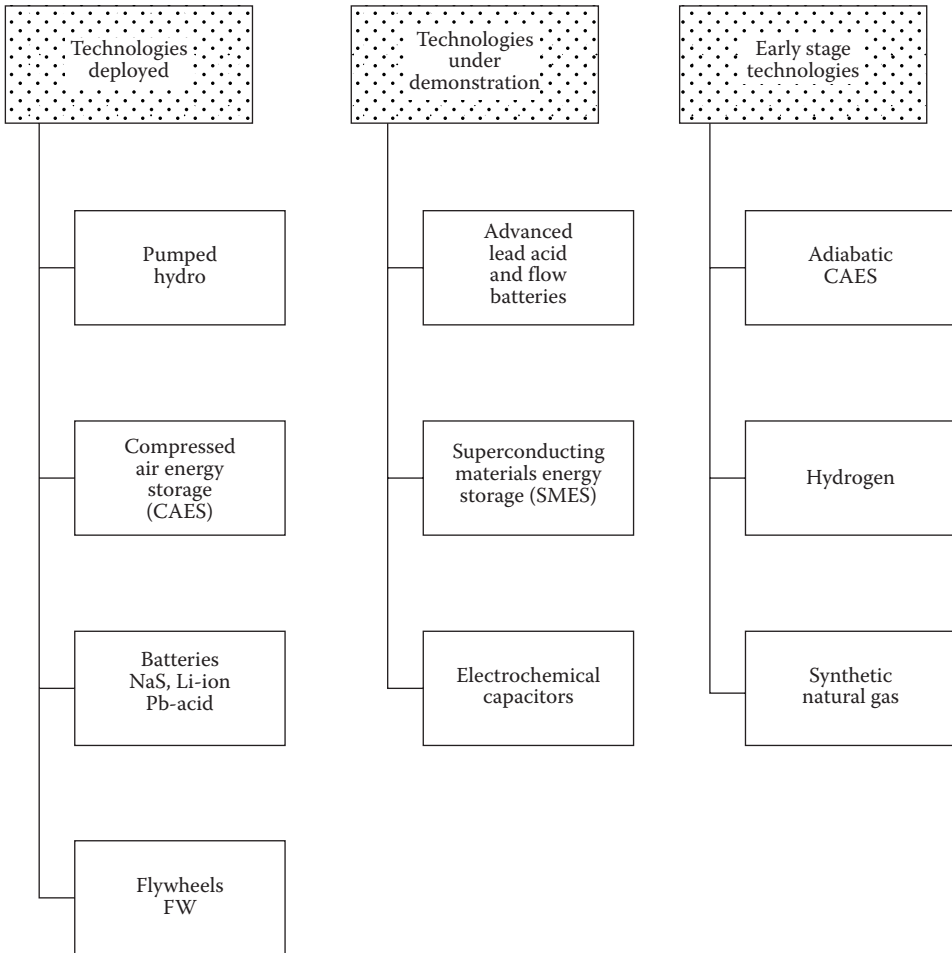 Technologies
deployed
Pumped
hydro
Compressed
air energy
storage
(CAES)
Batteries
NaS, Li-ion
Pb-acid
Flywheels
FW
Technologies
under
demonstration
Advanced
lead acid
and flow
batteries
Superconducting
materials energy
storage (SMES)
Electrochemical
capacitors
Early stage
technologies
Adiabatic
CAES
Hydrogen
Synthetic
natural gas